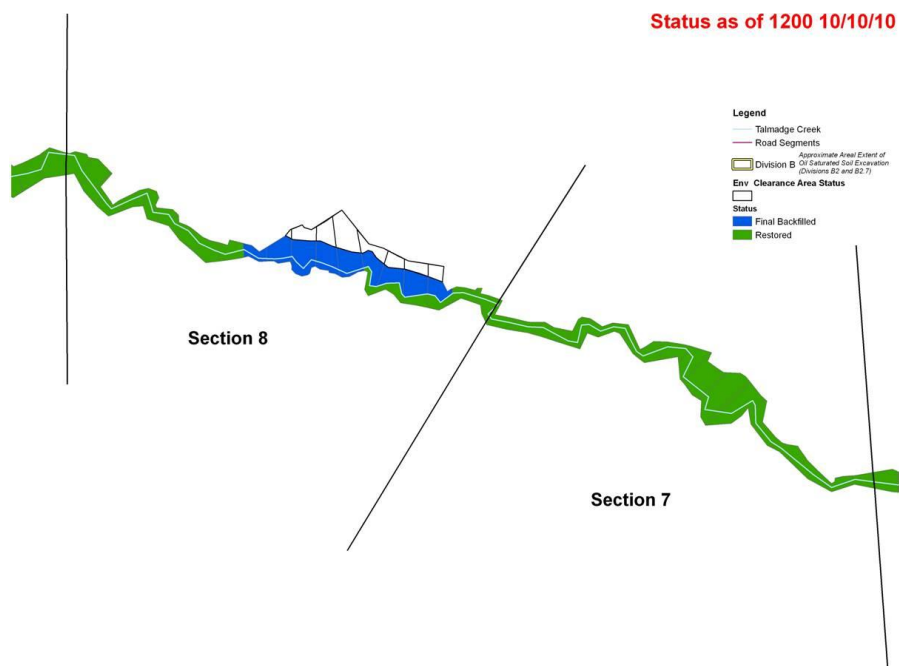 Status as of 1200 10/10/10
Legend
Talmadge Creek
Road Segments
Division B
Approximate Areal Extent of
Oil Saturated Soil Excavation
(Divisions B2 and B2.7)
Env Clearance Area Status
Status
Final Backfilled
Restored
Section 8
Section 7